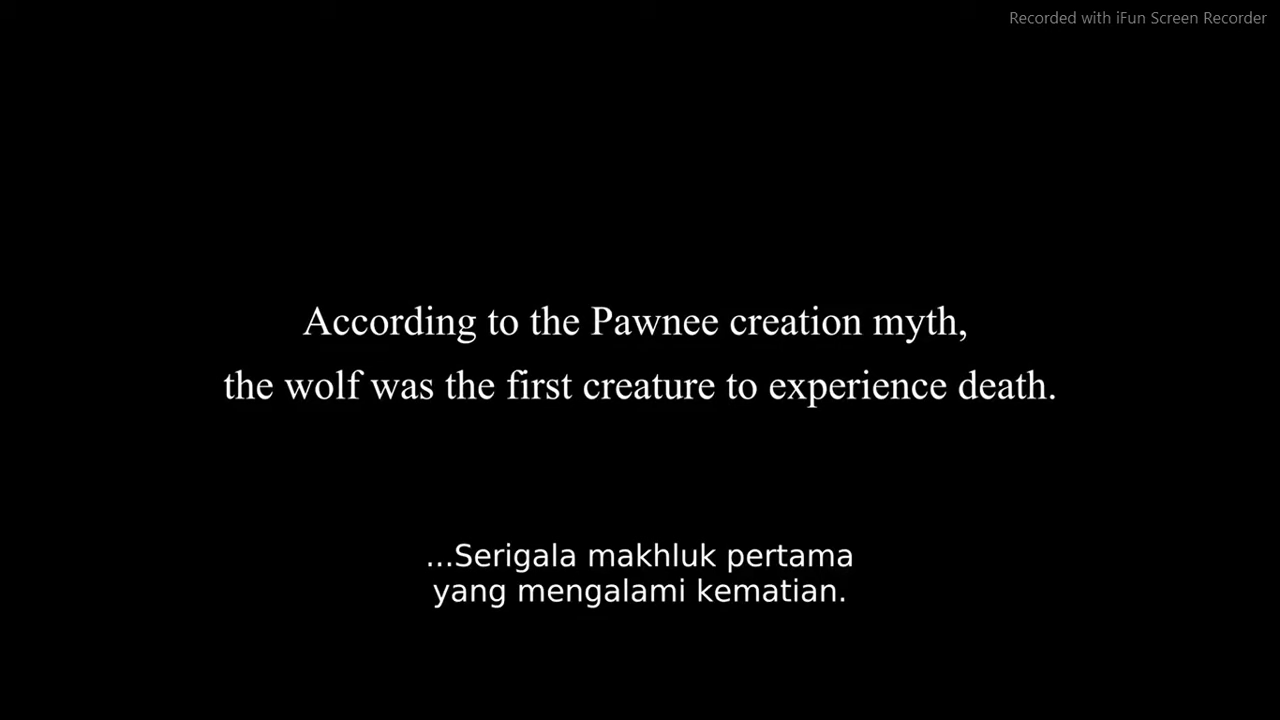 Recorded with iFun Screen Recorder
According to the Pawnee creation myth,
the wolf was the first creature to experience death.
...Serigala makhluk pertama
yang mengalami kematian.